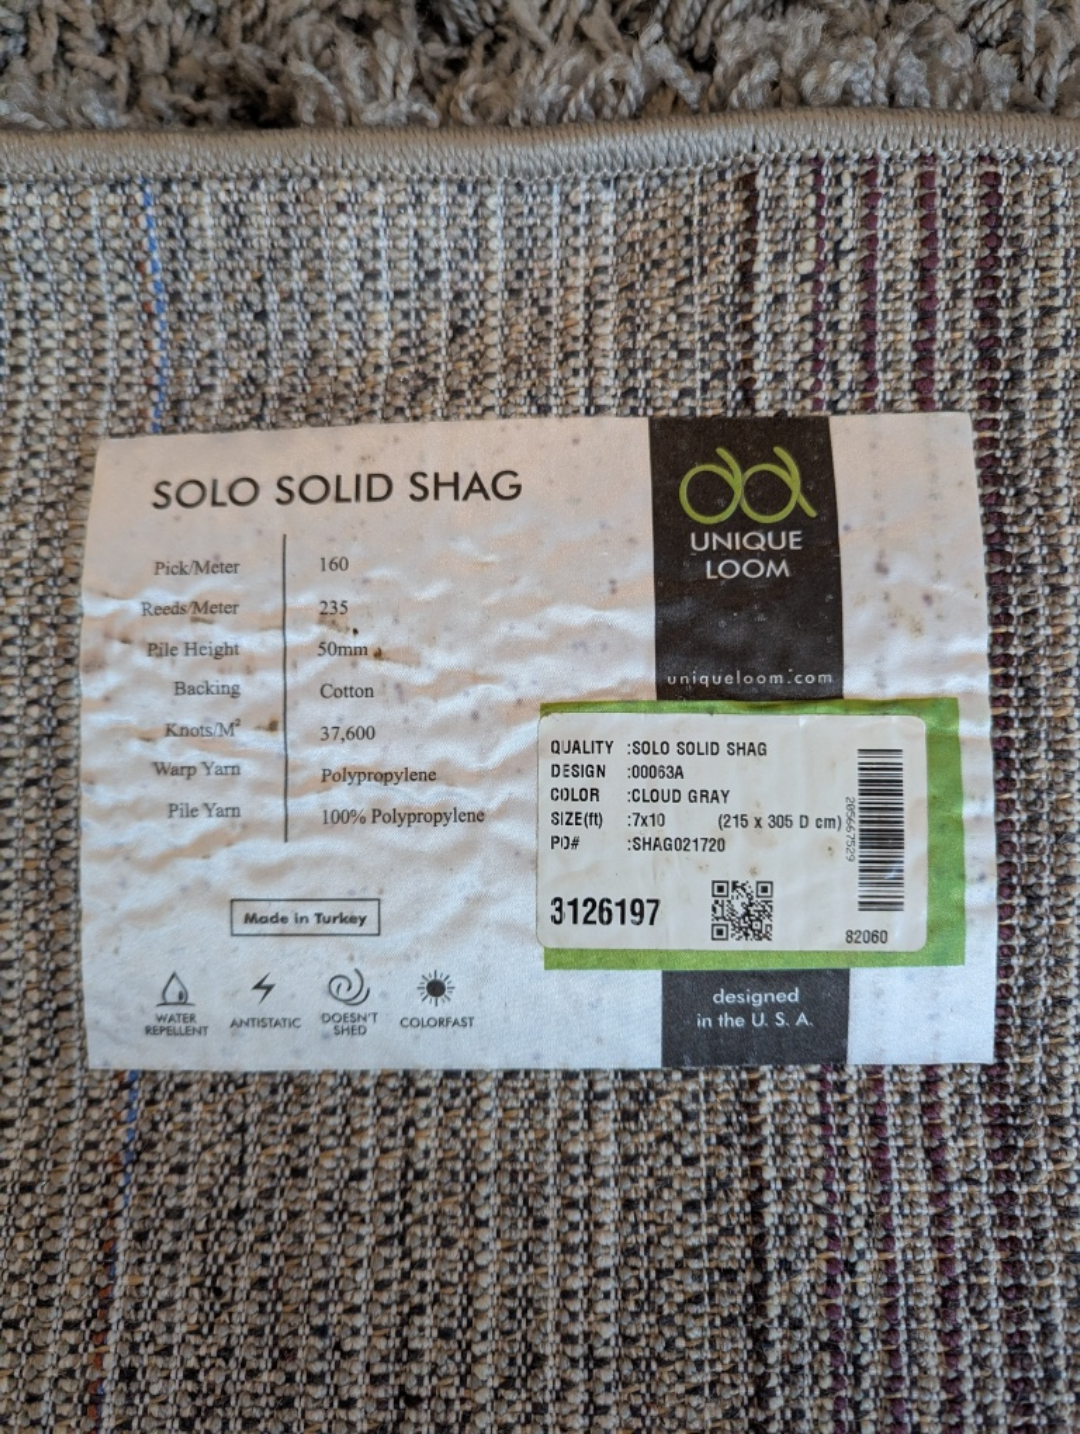 SOLO SOLID SHAG
Pick/Meter 160
Reeds/Meter 235
Pile Height 50mm
Backing Cotton
Knots/M² 37,600
Warp Yarn Polypropylene
Pile Yarn 100% Polypropylene
Made in Turkey
WATER
REPELLENT
ANTISTATIC
DOESN'T
SHED
COLORFAST
UNIQUE
LOOM
uniqueloom.com
QUALITY :SOLO SOLID SHAG
DESIGN :00063A
COLOR :CLOUD GRAY
SIZE(ft) :7x10 (215 x 305 D cm)
PO# :SHAG021720
3126197
205667529
82060
designed
in the U. S. A.